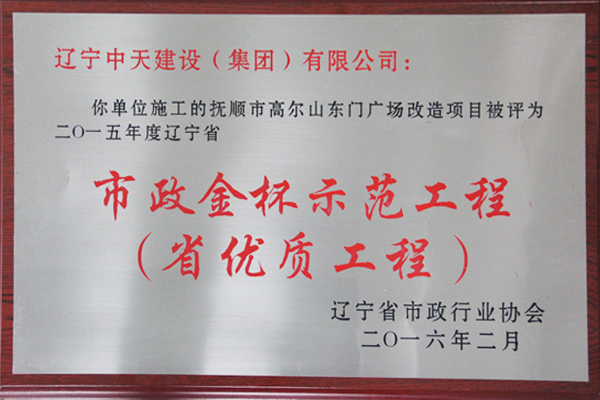 辽宁中天建设（集团）有限公司：
你单位施工的抚顺市高尔山东门广场改造项目被评为
二〇一五年度辽宁省
市政金杯示范工程
（省优质工程）
辽宁省市政行业协会
二〇一六年二月